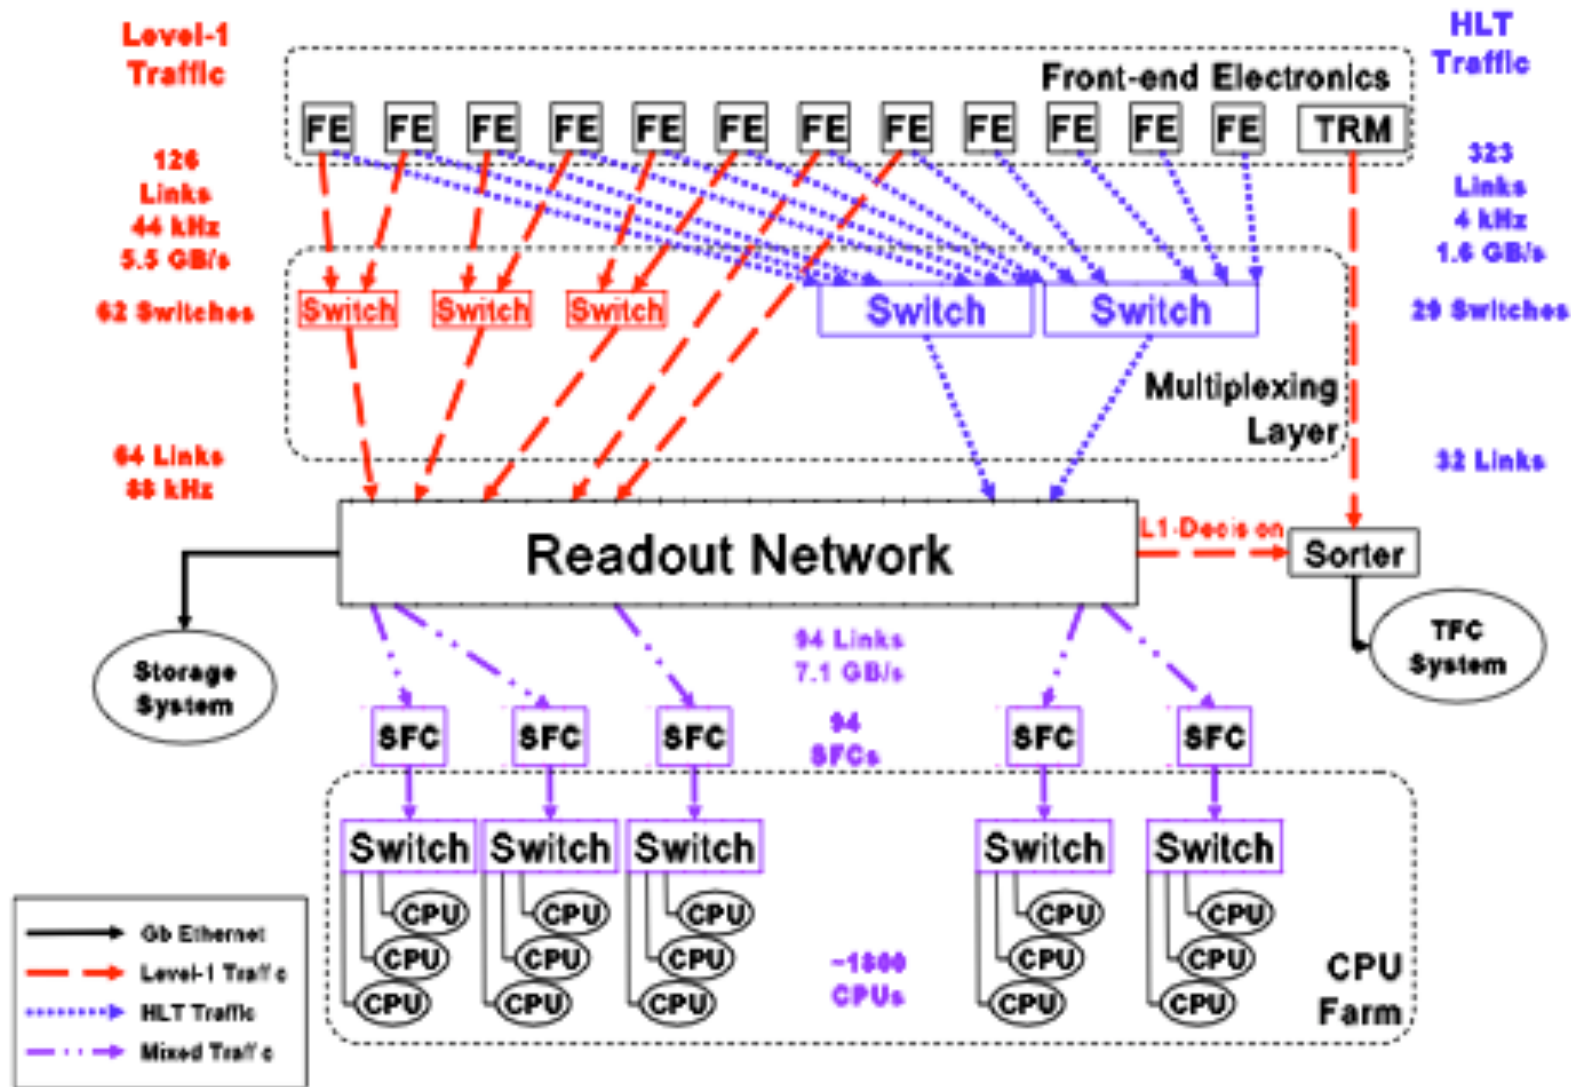 Level-1
Traffic
HLT
Traffic
Front-end Electronics
FE FE FE FE FE FE FE FE FE FE FE FE TRM
126
Links
44 kHz
5.5 GB/s
323
Links
4 kHz
1.6 GB/s
62 Switches
Switch Switch Switch Switch Switch
29 Switches
Multiplexing
Layer
64 Links
88 kHz
32 Links
Readout Network
L1-Decision
Sorter
Storage
System
94 Links
7.1 GB/s
TFC
System
SFC SFC SFC SFC SFC
94
SFCs
Switch Switch Switch Switch Switch
CPU CPU CPU CPU CPU
CPU CPU CPU CPU CPU
CPU CPU CPU CPU CPU
~1800
CPUs
CPU
Farm
Gb Ethernet
Level-1 Traffic
HLT Traffic
Mixed Traffic